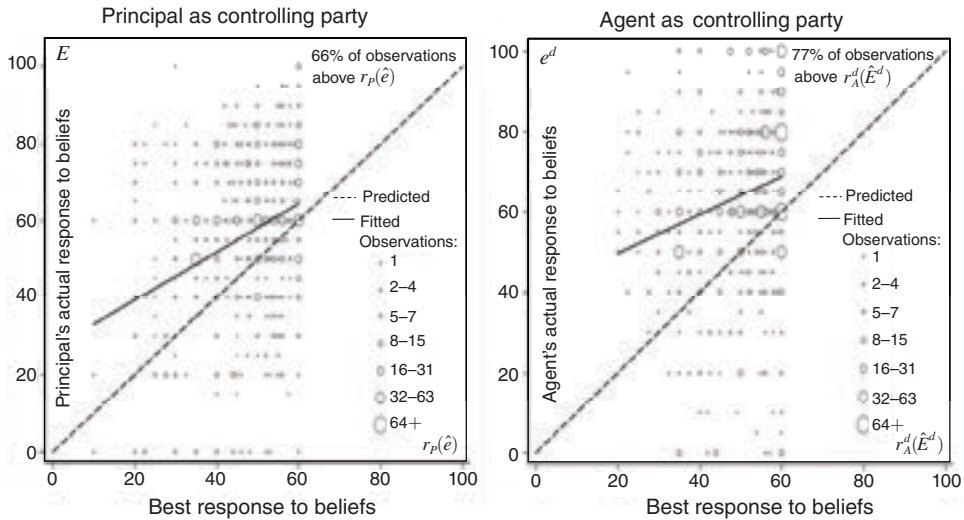 Principal as controlling party
E
66% of observations
above r_P(ê)
Principal's actual response to beliefs
100
80
60
40
20
0
Predicted
Fitted
Observations:
1
2–4
5–7
8–15
16–31
32–63
64+
r_P(ê)
0
20
40
60
80
100
Best response to beliefs
Agent as controlling party
e^d
77% of observations
above r_A^d(Ê^d)
Agent's actual response to beliefs
100
80
60
40
20
0
Predicted
Fitted
Observations:
1
2–4
5–7
8–15
16–31
32–63
64+
r_A^d(Ê^d)
0
20
40
60
80
100
Best response to beliefs